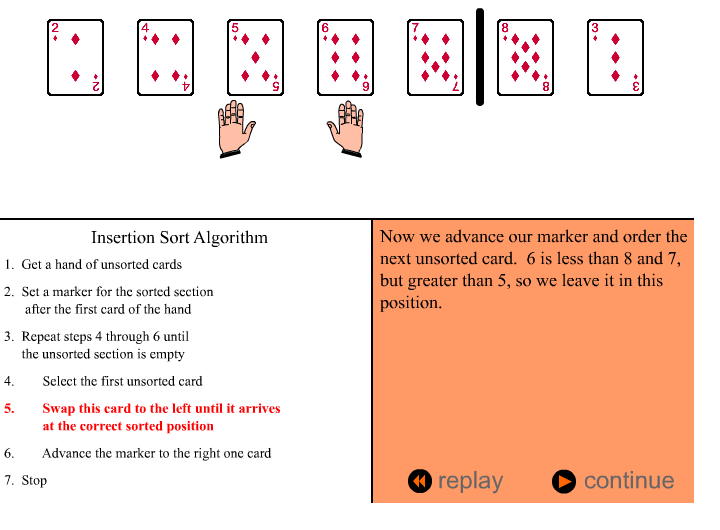 2 4 5 6 7 8 3
2 4 5 6 7 8 3
Insertion Sort Algorithm
1. Get a hand of unsorted cards
2. Set a marker for the sorted section
after the first card of the hand
3. Repeat steps 4 through 6 until
the unsorted section is empty
4. Select the first unsorted card
5. Swap this card to the left until it arrives
at the correct sorted position
6. Advance the marker to the right one card
7. Stop
Now we advance our marker and order the
next unsorted card. 6 is less than 8 and 7,
but greater than 5, so we leave it in this
position.
replay continue